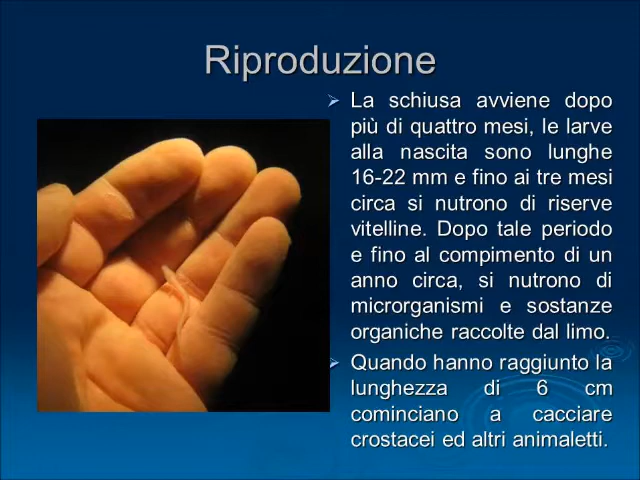 Riproduzione
La schiusa avviene dopo
più di quattro mesi, le larve
alla nascita sono lunghe
16-22 mm e fino ai tre mesi
circa si nutrono di riserve
vitelline. Dopo tale periodo
e fino al compimento di un
anno circa, si nutrono di
microrganismi e sostanze
organiche raccolte dal limo.
Quando hanno raggiunto la
lunghezza di 6 cm
cominciano a cacciare
crostacei ed altri animaletti.